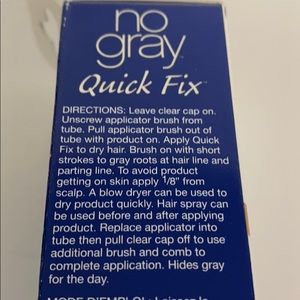 no
gray
Quick Fix™
DIRECTIONS: Leave clear cap on.
Unscrew applicator brush from
tube. Pull applicator brush out of
tube with product on. Apply Quick
Fix to dry hair. Brush on with short
strokes to gray roots at hair line and
parting line. To avoid product
getting on skin apply 1/8" from
scalp. A blow dryer can be used to
dry product quickly. Hair spray can
be used before and after applying
product. Replace applicator into
tube then pull clear cap off to use
additional brush and comb to
complete application. Hides gray
for the day.
MODE D'EMPLOI : Laissez le